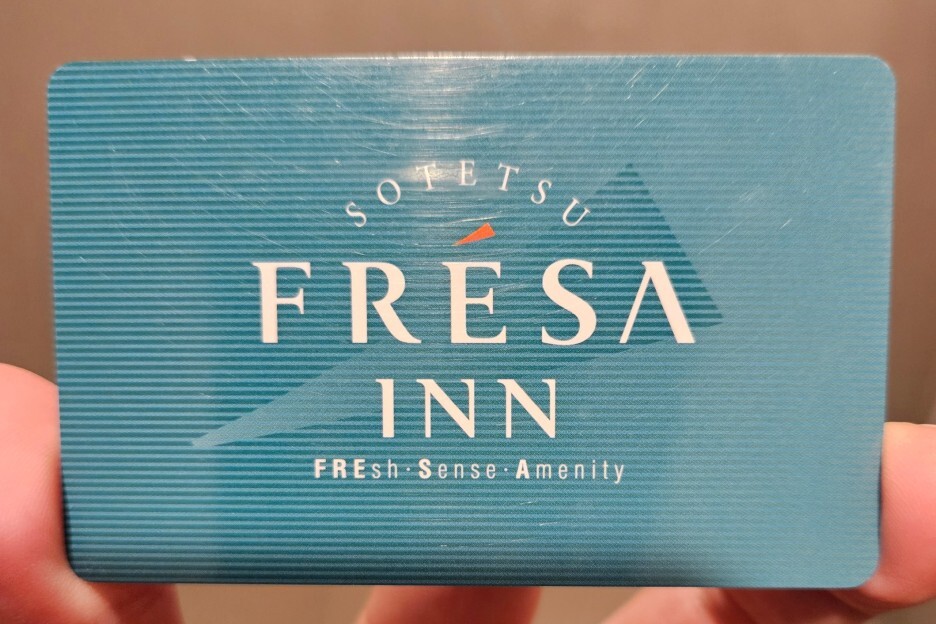 SOTETSU
FRÉSA
INN
FREsh·Sense·Amenity